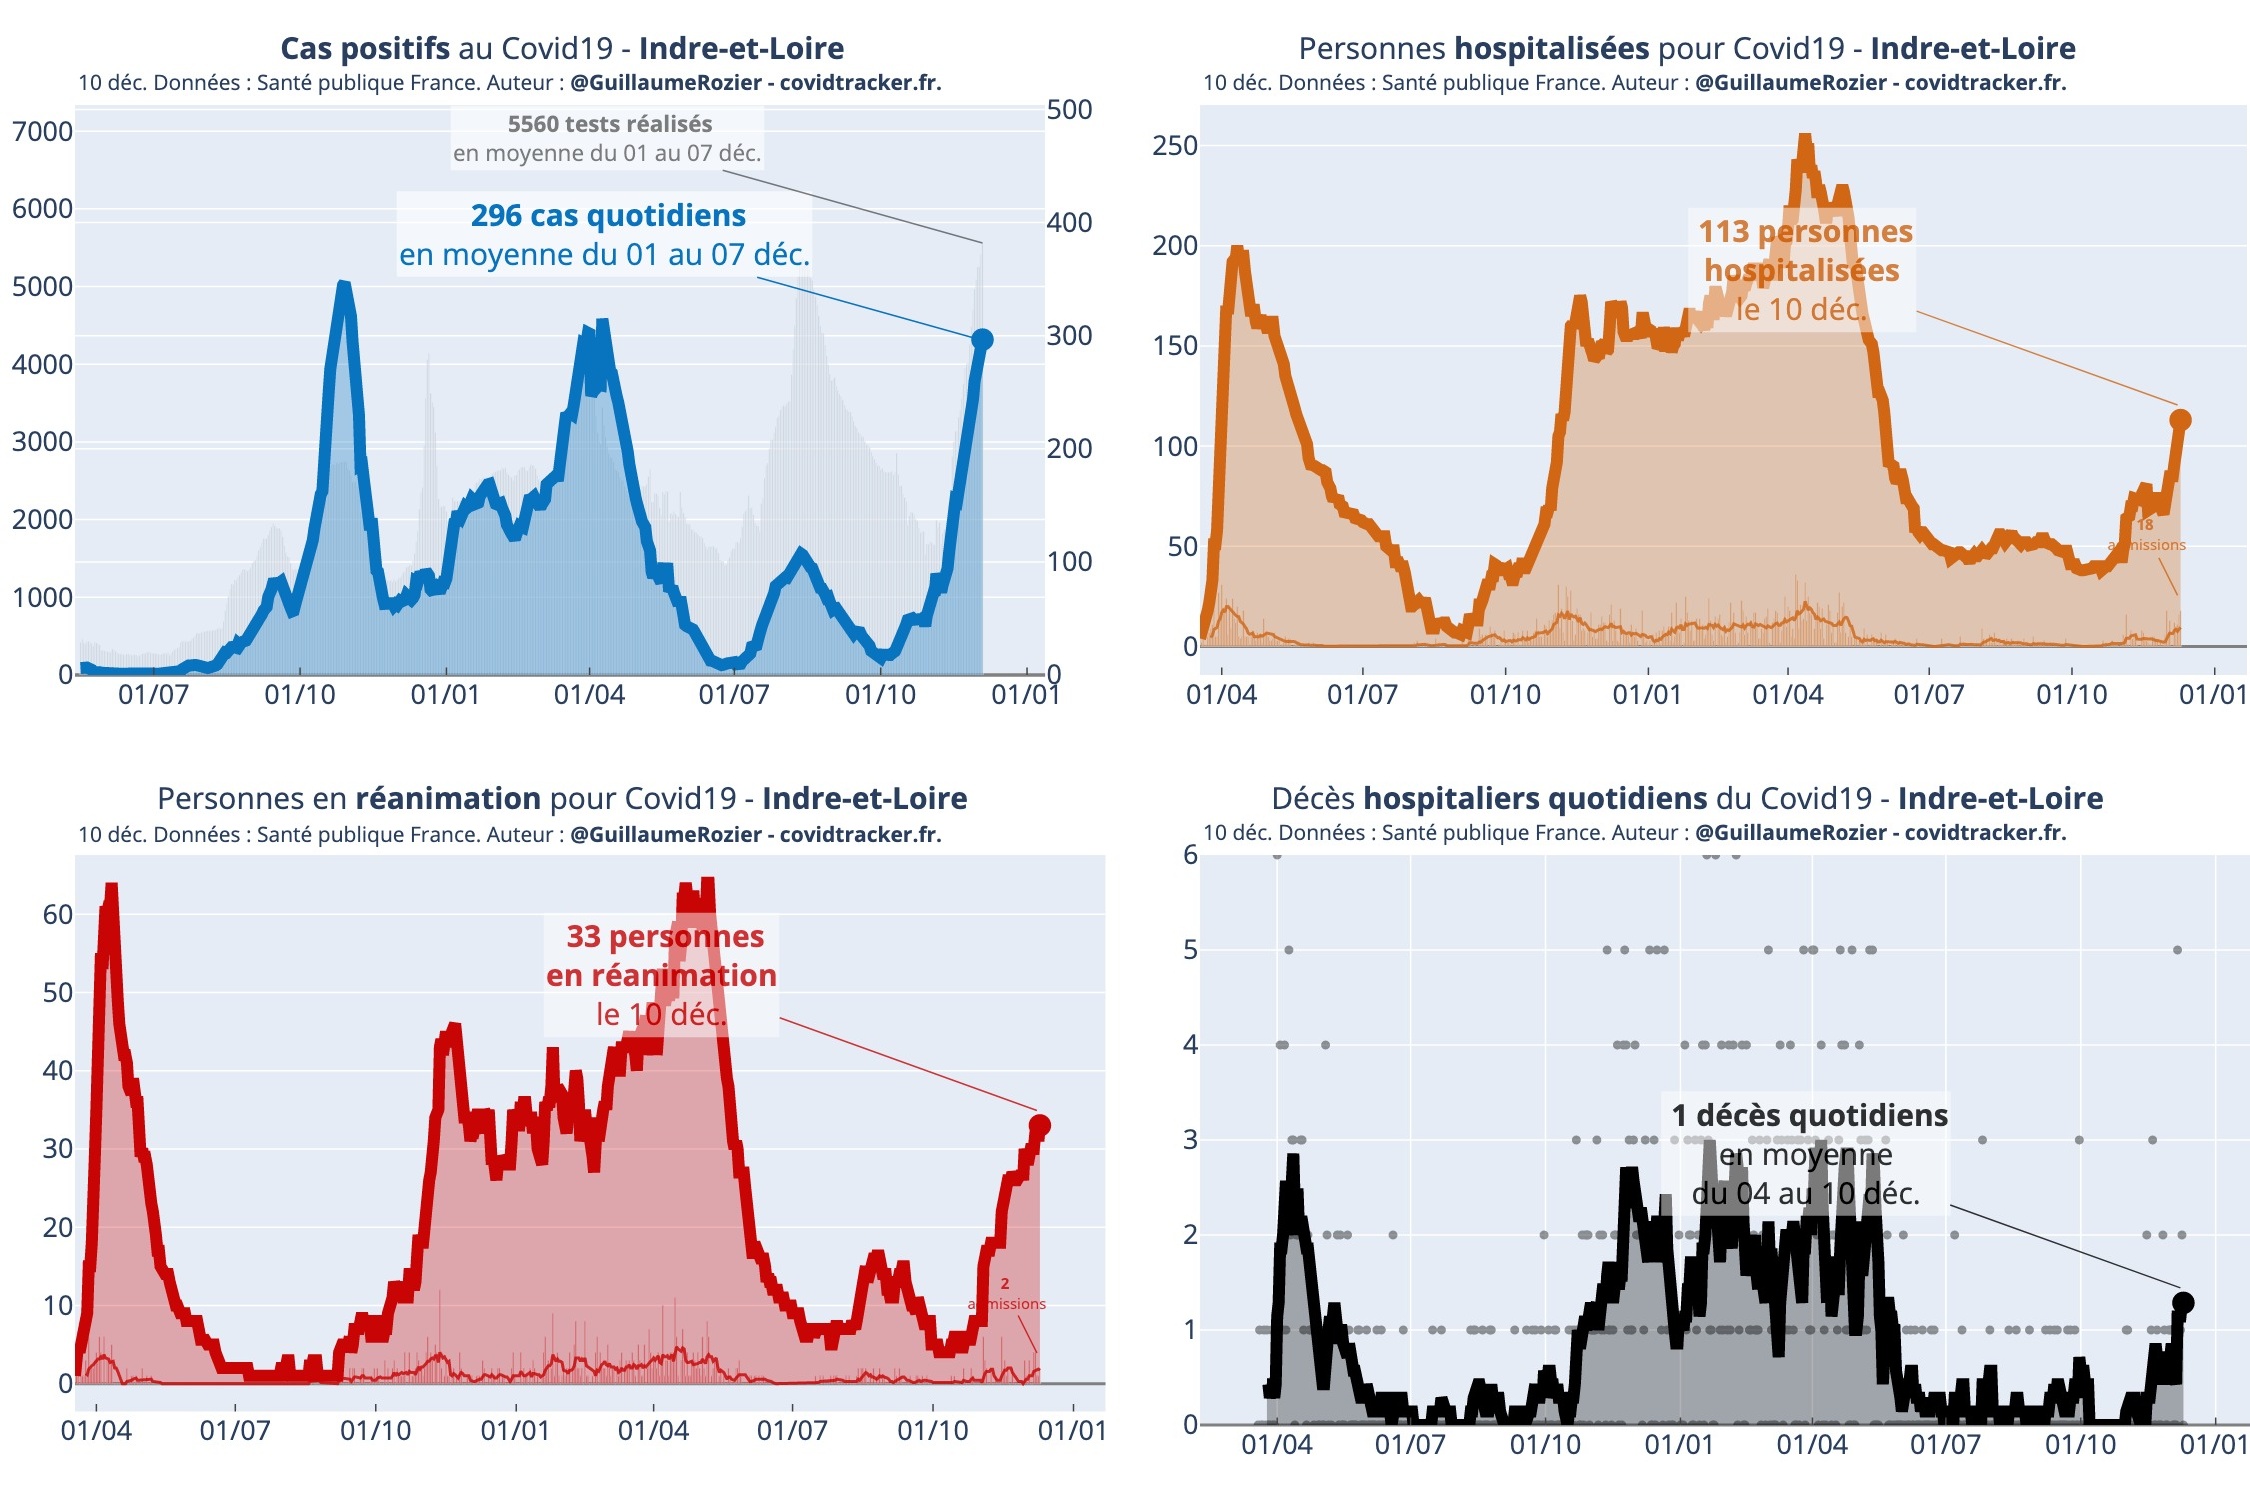 Cas positifs au Covid19 - Indre-et-Loire
10 déc. Données : Santé publique France. Auteur : @GuillaumeRozier - covidtracker.fr.
5560 tests réalisés
en moyenne du 01 au 07 déc.
296 cas quotidiens
en moyenne du 01 au 07 déc.
7000
6000
5000
4000
3000
2000
1000
0
500
400
300
200
100
0
01/07 01/10 01/01 01/04 01/07 01/10 01/01
Personnes hospitalisées pour Covid19 - Indre-et-Loire
10 déc. Données : Santé publique France. Auteur : @GuillaumeRozier - covidtracker.fr.
113 personnes
hospitalisées
le 10 déc.
18
admissions
250
200
150
100
50
0
01/04 01/07 01/10 01/01 01/04 01/07 01/10 01/01
Personnes en réanimation pour Covid19 - Indre-et-Loire
10 déc. Données : Santé publique France. Auteur : @GuillaumeRozier - covidtracker.fr.
33 personnes
en réanimation
le 10 déc.
2
admissions
60
50
40
30
20
10
0
01/04 01/07 01/10 01/01 01/04 01/07 01/10 01/01
Décès hospitaliers quotidiens du Covid19 - Indre-et-Loire
10 déc. Données : Santé publique France. Auteur : @GuillaumeRozier - covidtracker.fr.
1 décès quotidiens
en moyenne
du 04 au 10 déc.
6
5
4
3
2
1
0
01/04 01/07 01/10 01/01 01/04 01/07 01/10 01/01